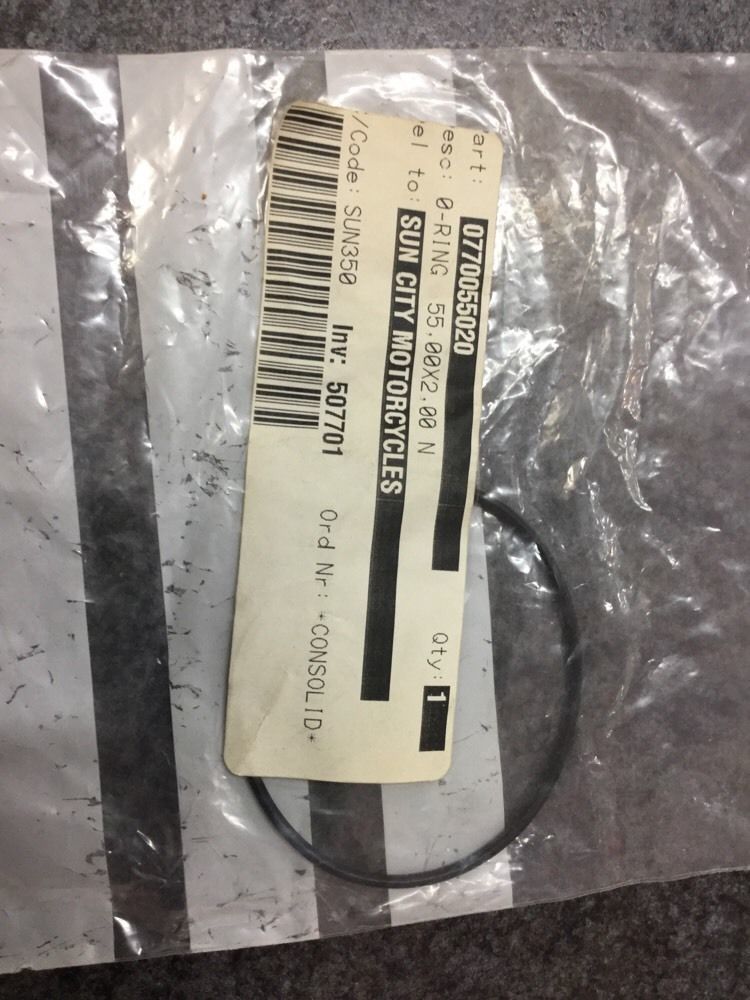 art: 0770055020
esc: O-RING 55.00X2.00 N Qty: 1
el to: SUN CITY MOTORCYCLES
/Code: SUN350 Inv: 507701 Ord Nr: *CONSOLID*